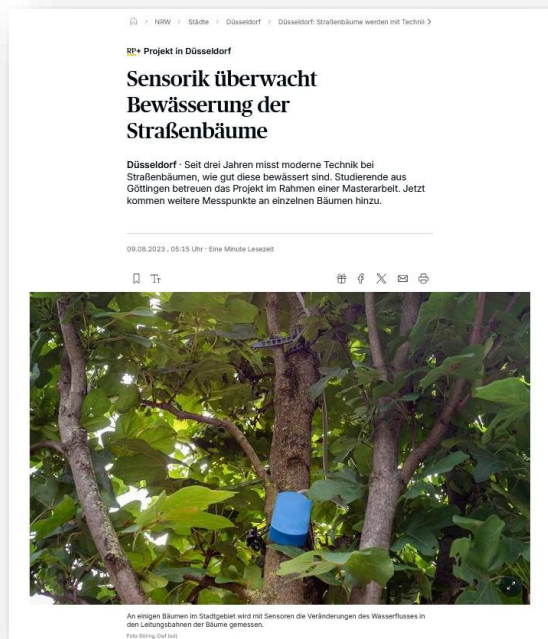 NRW > Städte > Düsseldorf > Düsseldorf: Straßenbäume werden mit Techni
RP+ Projekt in Düsseldorf
Sensorik überwacht
Bewässerung der
Straßenbäume
Düsseldorf · Seit drei Jahren misst moderne Technik bei
Straßenbäumen, wie gut diese bewässert sind. Studierende aus
Göttingen betreuen das Projekt im Rahmen einer Masterarbeit. Jetzt
kommen weitere Messpunkte an einzelnen Bäumen hinzu.
09.08.2023 , 05:15 Uhr · Eine Minute Lesezeit
An einigen Bäumen im Stadtgebiet wird mit Sensoren die Veränderungen des Wasserflusses in
den Leitungsbahnen der Bäume gemessen.